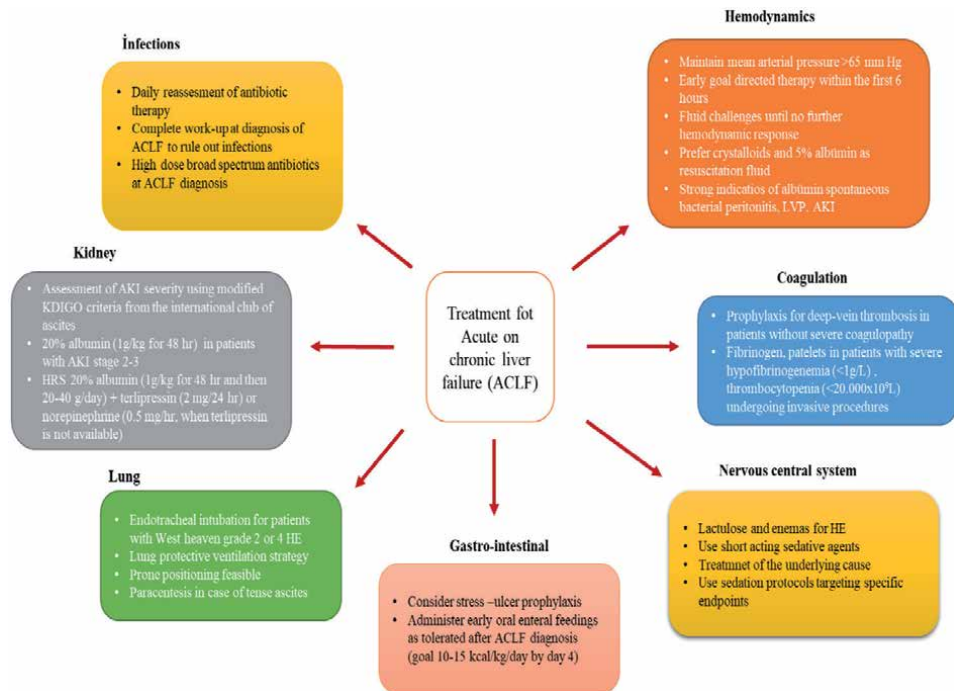 İnfections
• Daily reassesment of antibiotic
therapy
• Complete work-up at diagnosis of
ACLF to rule out infections
• High dose broad spectrum antibiotics
at ACLF diagnosis
Hemodynamics
• Maintain mean arterial pressure >65 mm Hg
• Early goal directed therapy within the first 6
hours
• Fluid challenges until no further
hemodynamic response
• Prefer crystalloids and 5% albümin as
resuscitation fluid
• Strong indicatios of albümin spontaneous
bacterial peritonitis, LVP, AKI
Kidney
• Assessment of AKI severity using modified
KDIGO criteria from the international club of
ascites
• 20% albumin (1g/kg for 48 hr) in patients
with AKI stage 2-3
• HRS 20% albumin (1g/kg for 48 hr and then
20-40 g/day) + terlipressin (2 mg/24 hr) or
norepinephrine (0.5 mg/hr, when terlipressin
is not available)
Treatment fot
Acute on
chronic liver
failure (ACLF)
Coagulation
• Prophylaxis for deep-vein thrombosis in
patients without severe coagulopathy
• Fibrinogen, patelets in patients with severe
hypofibrinogenemia (<1g/L) ,
thrombocytopenia (<20.000x10⁹L)
undergoing invasive procedures
Lung
• Endotracheal intubation for patients
with West heaven grade 2 or 4 HE
• Lung protective ventilation strategy
• Prone positioning feasible
• Paracentesis in case of tense ascites
Gastro-intestinal
• Consider stress –ulcer prophylaxis
• Administer early oral enteral feedings
as tolerated after ACLF diagnosis
(goal 10-15 kcal/kg/day by day 4)
Nervous central system
• Lactulose and enemas for HE
• Use short acting sedative agents
• Treatmnet of the underlying cause
• Use sedation protocols targeting specific
endpoints